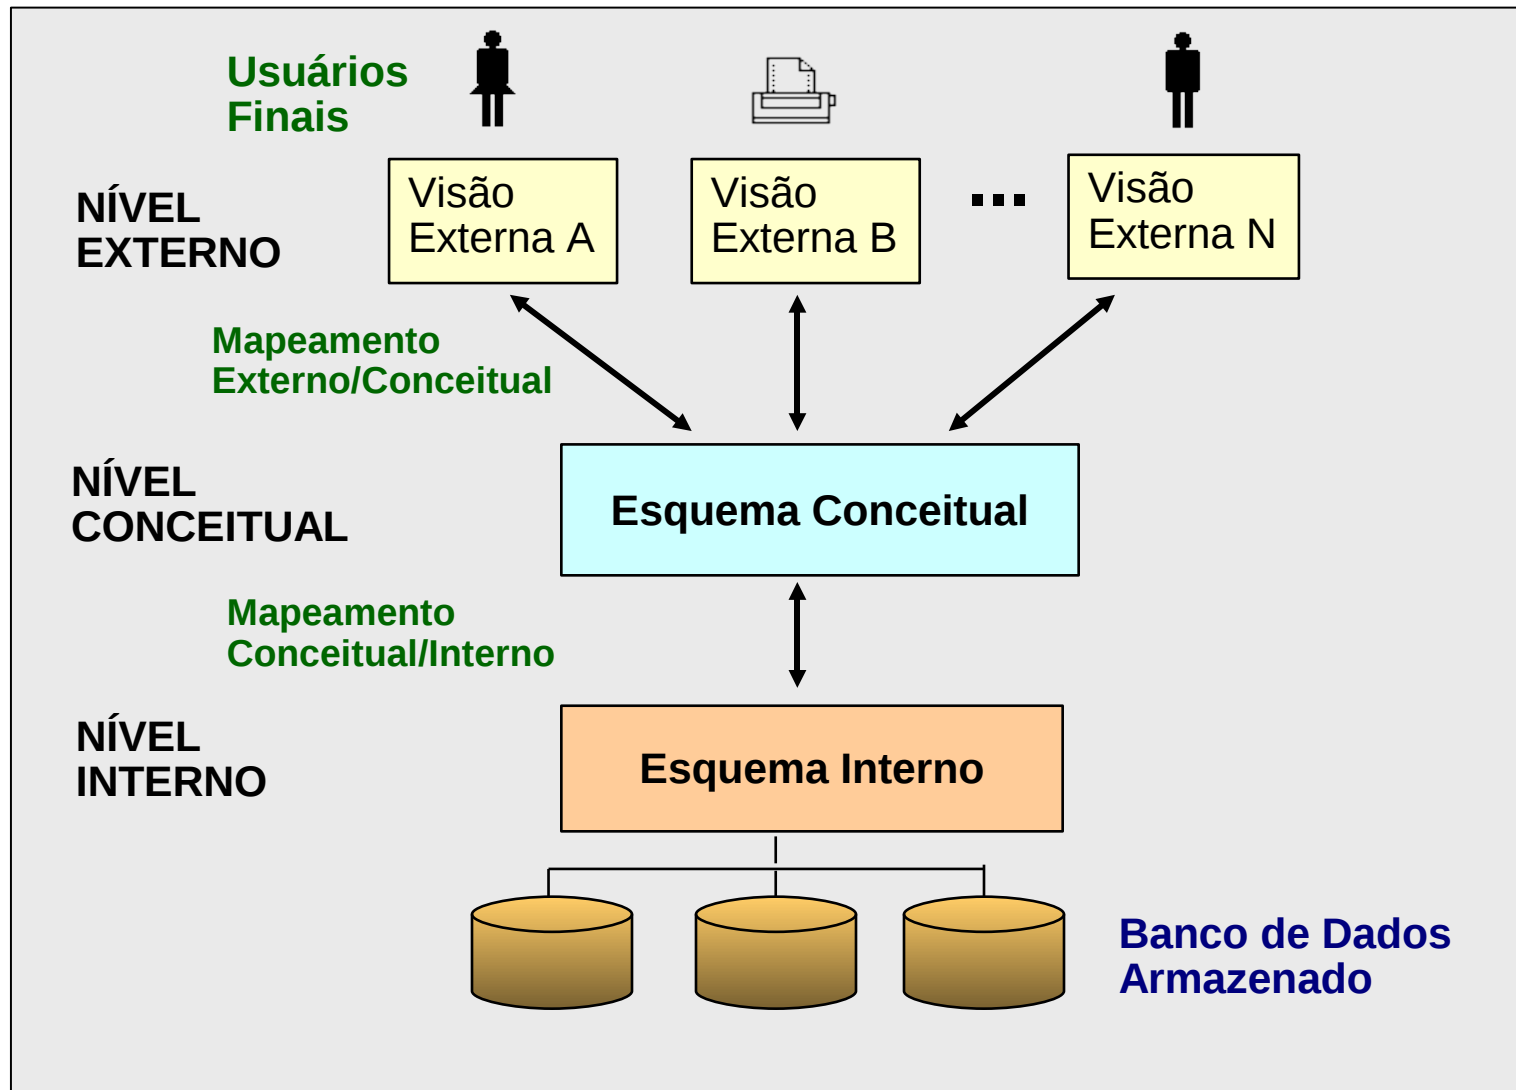 Usuários
Finais
NÍVEL
EXTERNO
Visão
Externa A
Visão
Externa B
...
Visão
Externa N
Mapeamento
Externo/Conceitual
NÍVEL
CONCEITUAL
Esquema Conceitual
Mapeamento
Conceitual/Interno
NÍVEL
INTERNO
Esquema Interno
Banco de Dados
Armazenado